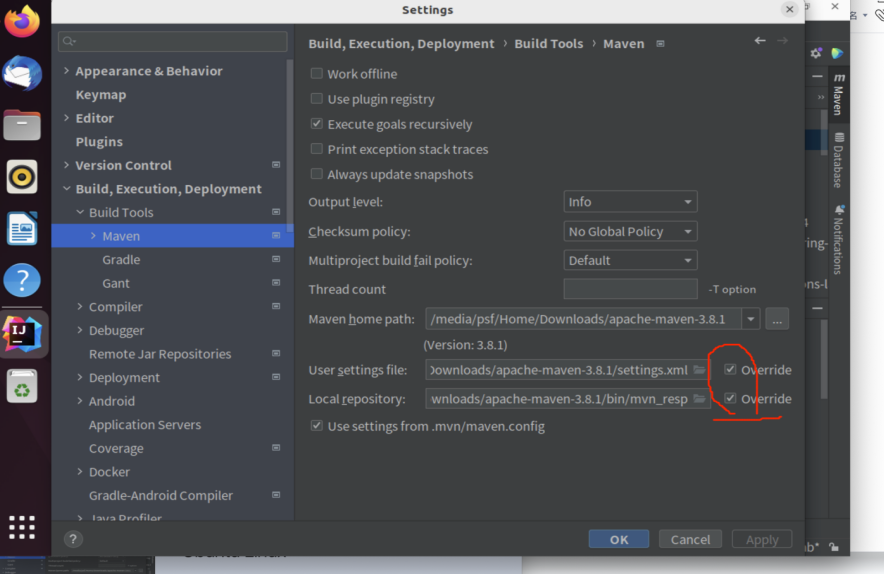 Settings
Build, Execution, Deployment › Build Tools › Maven
Appearance & Behavior
Keymap
Editor
Plugins
Version Control
Build, Execution, Deployment
Build Tools
Maven
Gradle
Gant
Compiler
Debugger
Remote Jar Repositories
Deployment
Android
Application Servers
Coverage
Docker
Gradle-Android Compiler
Java Profiler
Work offline
Use plugin registry
Execute goals recursively
Print exception stack traces
Always update snapshots
Output level: Info
Checksum policy: No Global Policy
Multiproject build fail policy: Default
Thread count -T option
Maven home path: /media/psf/Home/Downloads/apache-maven-3.8.1 ...
(Version: 3.8.1)
User settings file: Downloads/apache-maven-3.8.1/settings.xml Override
Local repository: wnloads/apache-maven-3.8.1/bin/mvn_resp Override
Use settings from .mvn/maven.config
? OK Cancel Apply
IJ
m
Maven
Database
Notifications